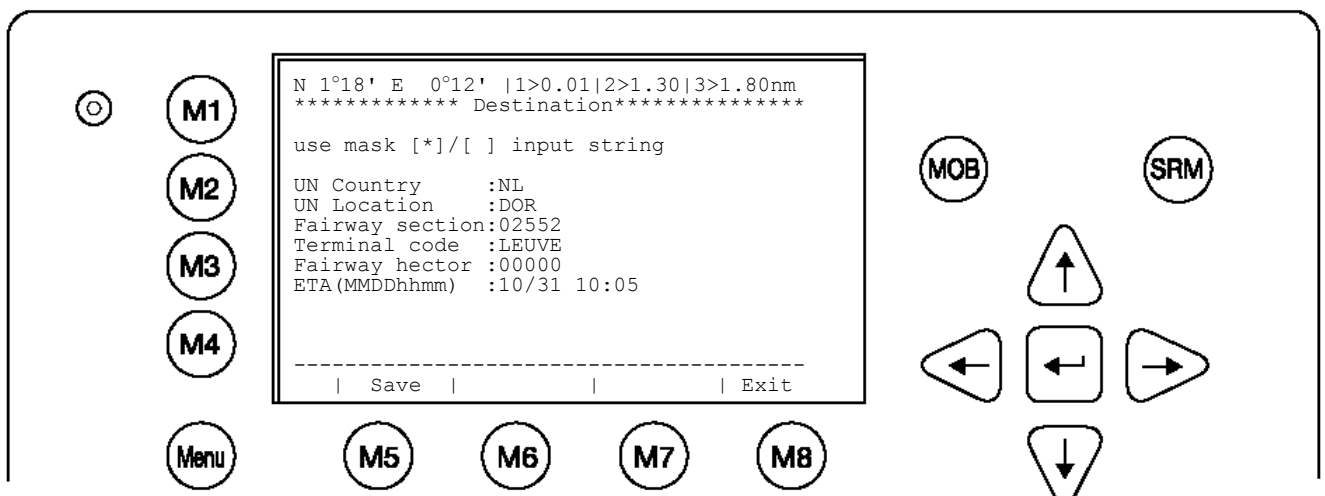 N 1°18' E  0°12' |1>0.01|2>1.30|3>1.80nm
************* Destination***************
use mask [*]/[ ] input string
UN Country      :NL
UN Location     :DOR
Fairway section:02552
Terminal code  :LEUVE
Fairway hector :00000
ETA(MMDDhhmm)  :10/31 10:05
----------------------------------------
| Save |          |          | Exit
M1
M2
M3
M4
MOB
SRM
Menu
M5
M6
M7
M8